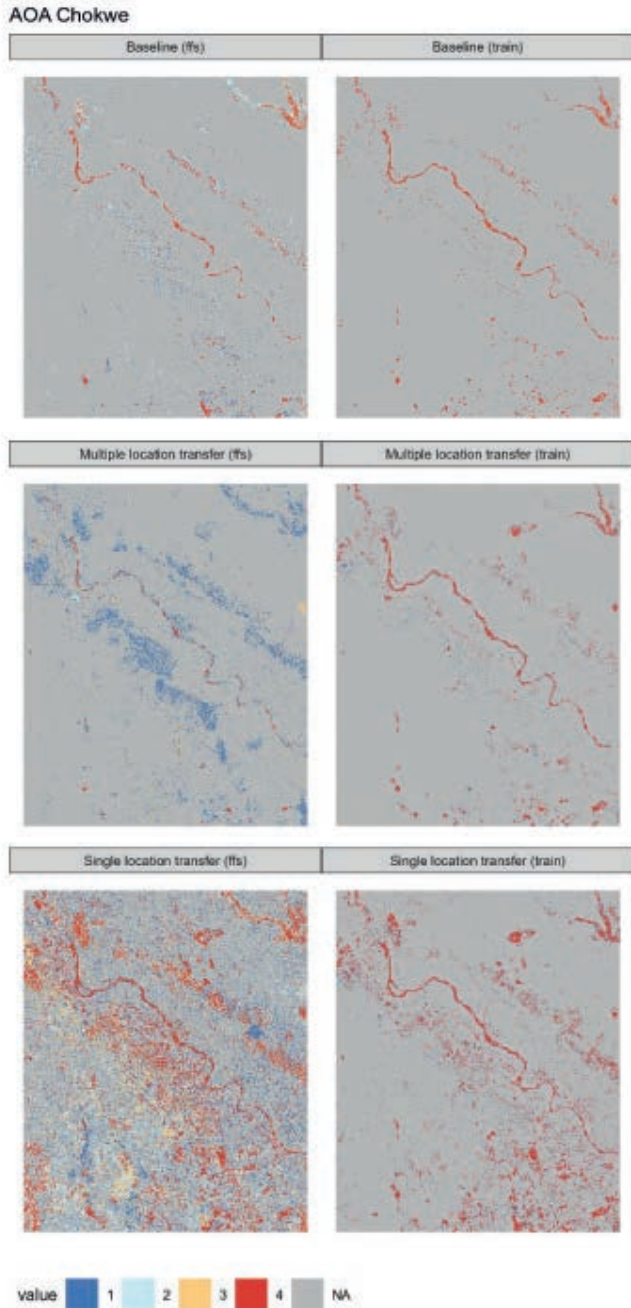 AOA Chokwe
Baseline (ffs)
Baseline (train)
Multiple location transfer (ffs)
Multiple location transfer (train)
Single location transfer (ffs)
Single location transfer (train)
value 1 2 3 4 NA